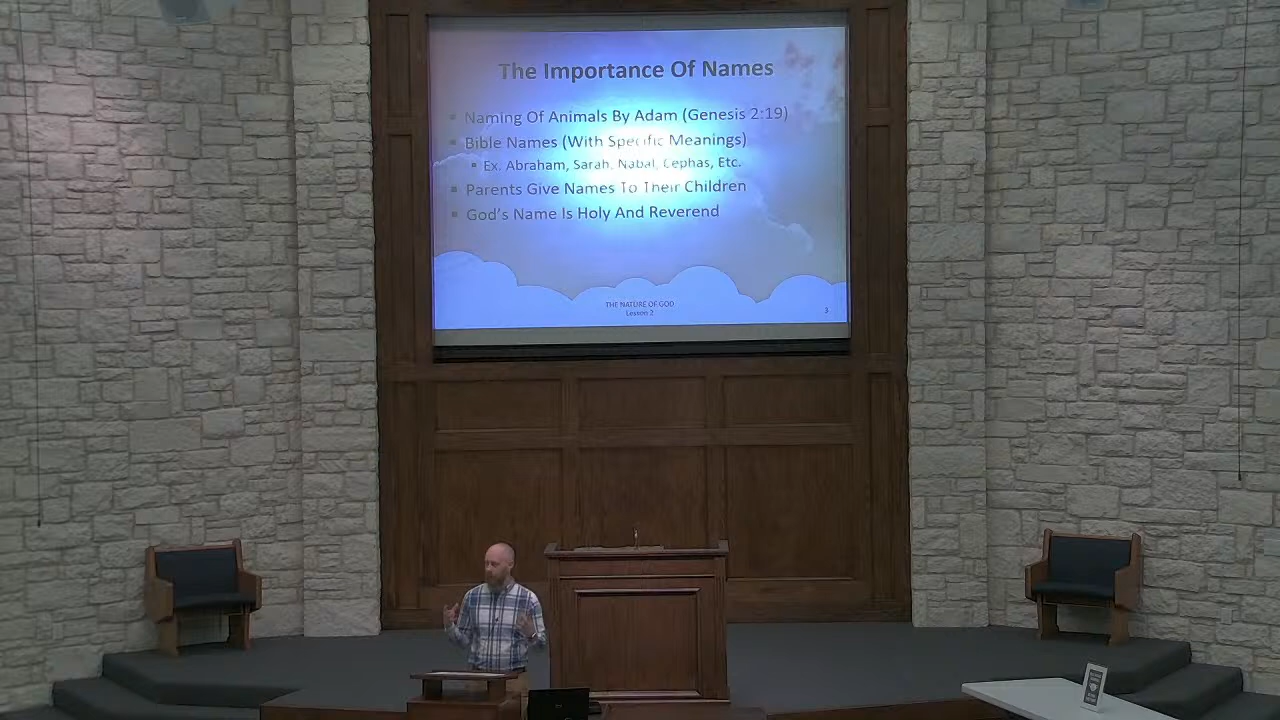 The Importance Of Names
Naming Of Animals By Adam (Genesis 2:19)
Bible Names (With Specific Meanings)
Ex. Abraham, Sarah, Nabal, Cephas, Etc.
Parents Give Names To Their Children
God's Name Is Holy And Reverend
THE NATURE OF GOD
Lesson 2
3